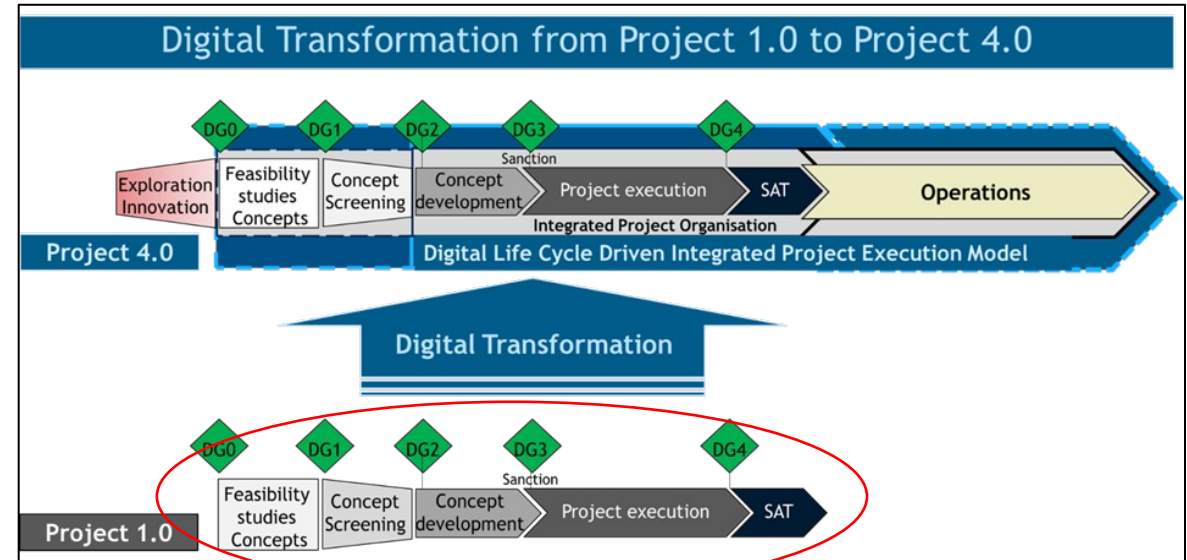 Digital Transformation from Project 1.0 to Project 4.0
DG0 DG1 DG2 DG3 DG4
Sanction
Exploration
Innovation
Feasibility
studies
Concepts
Concept
Screening
Concept
development
Project execution
SAT
Operations
Integrated Project Organisation
Project 4.0
Digital Life Cycle Driven Integrated Project Execution Model
Digital Transformation
DG0 DG1 DG2 DG3 DG4
Sanction
Feasibility
studies
Concepts
Concept
Screening
Concept
development
Project execution
SAT
Project 1.0